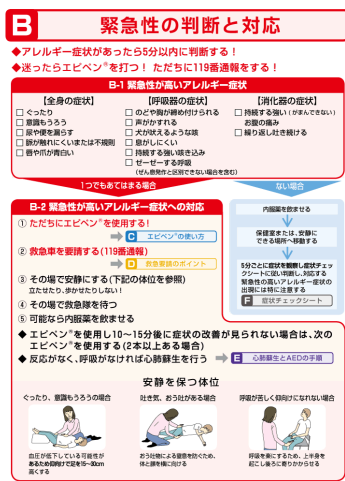 B 緊急性の判断と対応
◆アレルギー症状があったら5分以内に判断する！
◆迷ったらエピペン®を打つ！ ただちに119番通報をする！
B-1 緊急性が高いアレルギー症状
【全身の症状】
□ ぐったり
□ 意識もうろう
□ 尿や便を漏らす
□ 脈が触れにくいまたは不規則
□ 唇や爪が青白い
【呼吸器の症状】
□ のどや胸が締め付けられる
□ 声がかすれる
□ 犬が吠えるような咳
□ 息がしにくい
□ 持続する強い咳き込み
□ ゼーゼーする呼吸
（ぜん息発作と区別できない場合を含む）
【消化器の症状】
□ 持続する強い（がまんできない）
お腹の痛み
□ 繰り返し吐き続ける
1つでもあてはまる場合
ない場合
B-2 緊急性が高いアレルギー症状への対応
① ただちにエピペン®を使用する！
C エピペン®の使い方
② 救急車を要請する(119番通報)
D 救急要請のポイント
③ その場で安静にする(下記の体位を参照)
立たせたり、歩かせたりしない！
④ その場で救急隊を待つ
⑤ 可能なら内服薬を飲ませる
◆ エピペン®を使用し10〜15分後に症状の改善が見られない場合は、次の
エピペン®を使用する(2本以上ある場合)
◆ 反応がなく、呼吸がなければ心肺蘇生を行う
E 心肺蘇生とAEDの手順
内服薬を飲ませる
保健室または、安静に
できる場所へ移動する
5分ごとに症状を観察し症状チェッ
クシートに従い判断し、対応する
緊急性の高いアレルギー症状の
出現には特に注意する
F 症状チェックシート
安静を保つ体位
ぐったり、意識もうろうの場合
血圧が低下している可能性が
あるため仰向けで足を15〜30cm
高くする
吐き気、おう吐がある場合
おう吐物による窒息を防ぐため、
体と顔を横に向ける
呼吸が苦しく仰向けになれない場合
呼吸を楽にするため、上半身を
起こし後ろに寄りかからせる